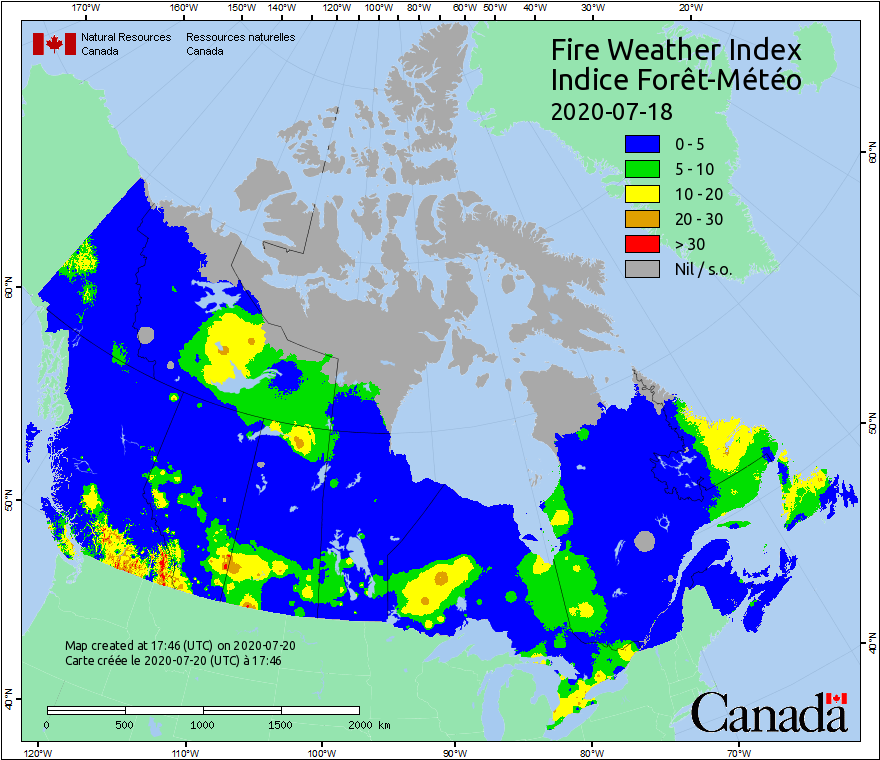 170°W 160°W 150°W 140°W 120°W 100°W 80°W 60°W 50°W 40°W 30°W 20°W
Natural Resources Ressources naturelles
Canada Canada
Fire Weather Index
Indice Forêt-Météo
2020-07-18
0 - 5
5 - 10
10 - 20
20 - 30
> 30
Nil / s.o.
60°N
60°N
50°N
50°N
40°N
40°N
Map created at 17:46 (UTC) on 2020-07-20
Carte créée le 2020-07-20 (UTC) à 17:46
0 500 1000 1500 2000 km
Canada
120°W 110°W 100°W 90°W 80°W 70°W